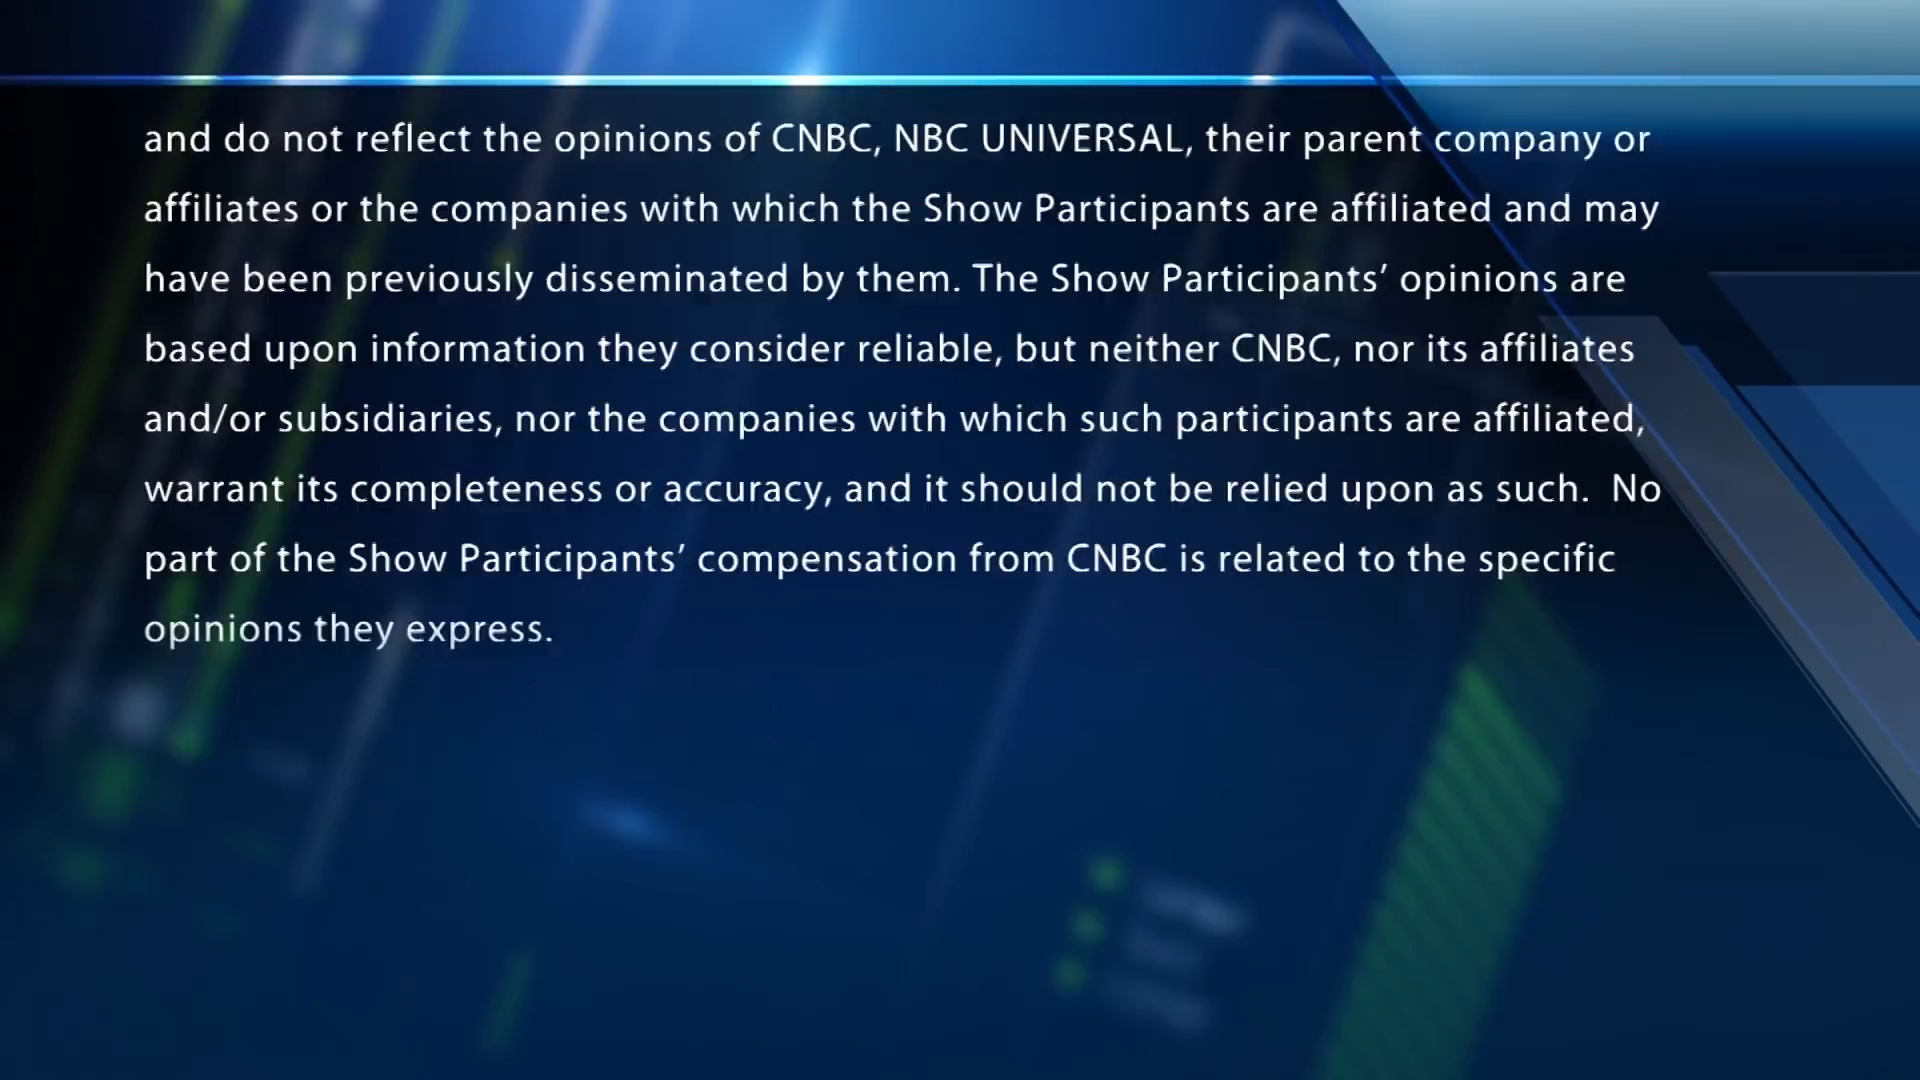 and do not reflect the opinions of CNBC, NBC UNIVERSAL, their parent company or
affiliates or the companies with which the Show Participants are affiliated and may
have been previously disseminated by them. The Show Participants’ opinions are
based upon information they consider reliable, but neither CNBC, nor its affiliates
and/or subsidiaries, nor the companies with which such participants are affiliated,
warrant its completeness or accuracy, and it should not be relied upon as such.  No
part of the Show Participants’ compensation from CNBC is related to the specific
opinions they express.